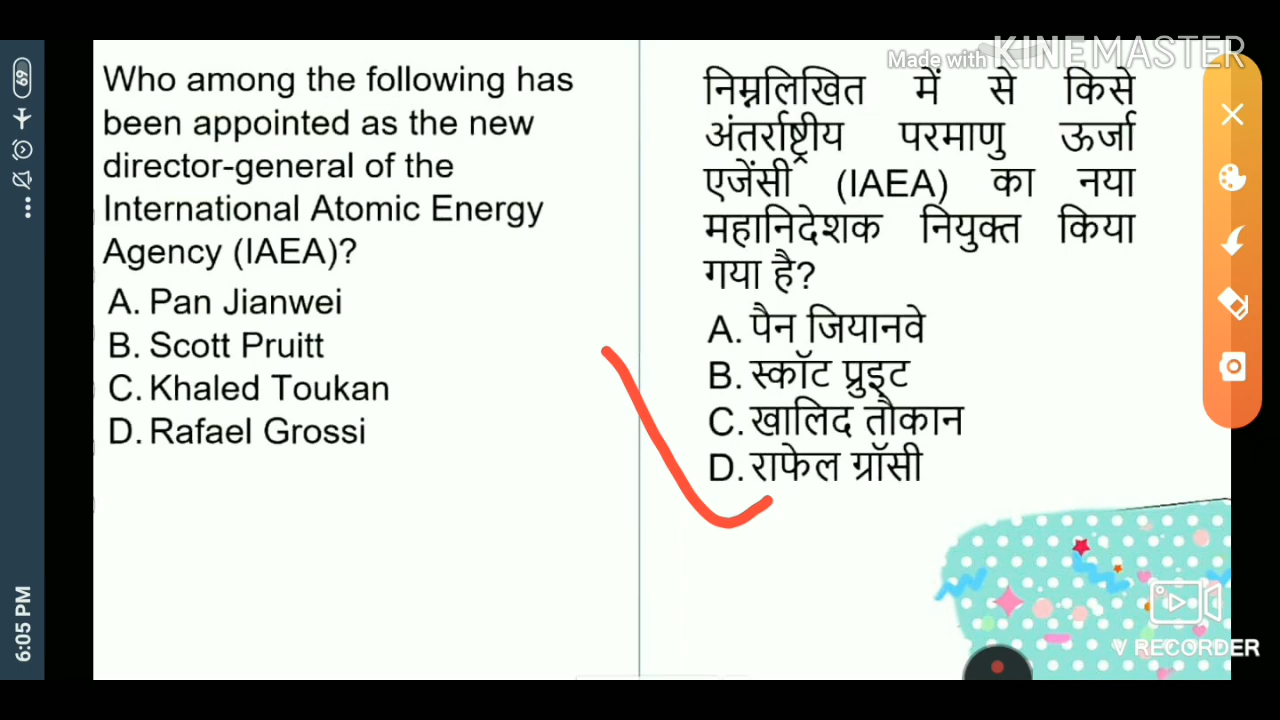 Made with KINEMASTER
Who among the following has
been appointed as the new
director-general of the
International Atomic Energy
Agency (IAEA)?
A. Pan Jianwei
B. Scott Pruitt
C. Khaled Toukan
D. Rafael Grossi
निम्नलिखित में से किसे
अंतर्राष्ट्रीय परमाणु ऊर्जा
एजेंसी (IAEA) का नया
महानिदेशक नियुक्त किया
गया है?
A. पैन जियानवे
B. स्कॉट प्रुइट
C. खालिद तौकान
D. राफेल ग्रॉसी
69
6:05 PM
V RECORDER